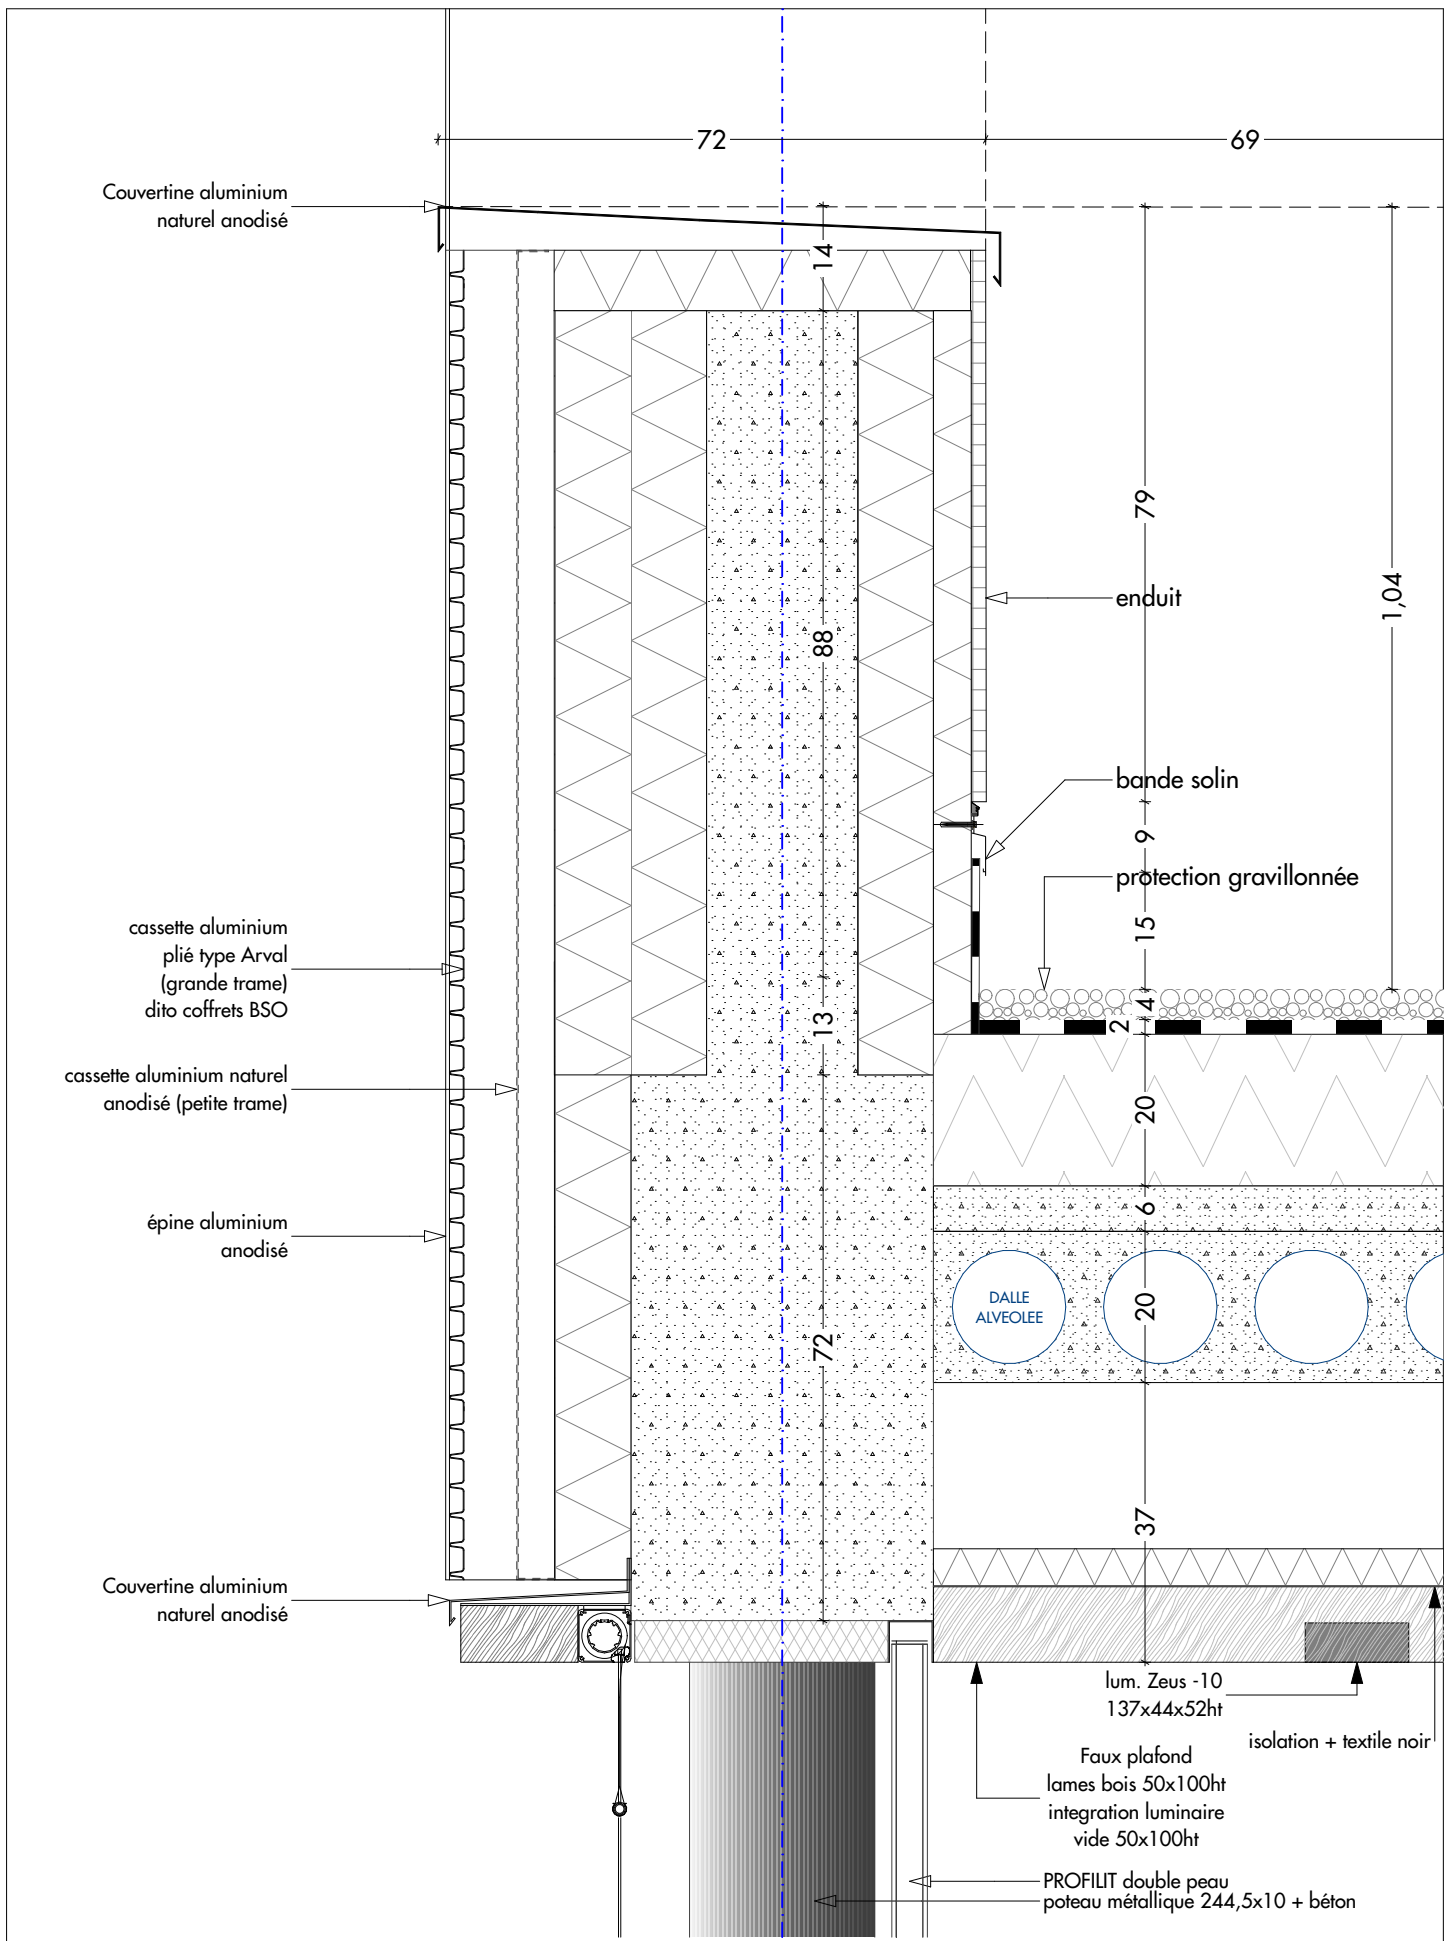 72
69
Couvertine aluminium
naturel anodisé
14
79
1,04
enduit
88
bande solin
9
protection gravillonnée
15
cassette aluminium
plié type Arval
(grande trame)
dito coffrets BSO
4
2
13
cassette aluminium naturel
anodisé (petite trame)
20
6
épine aluminium
anodisé
DALLE
ALVEOLEE
20
72
37
Couvertine aluminium
naturel anodisé
lum. Zeus -10
137x44x52ht
isolation + textile noir
Faux plafond
lames bois 50x100ht
integration luminaire
vide 50x100ht
PROFILIT double peau
poteau métallique 244,5x10 + béton